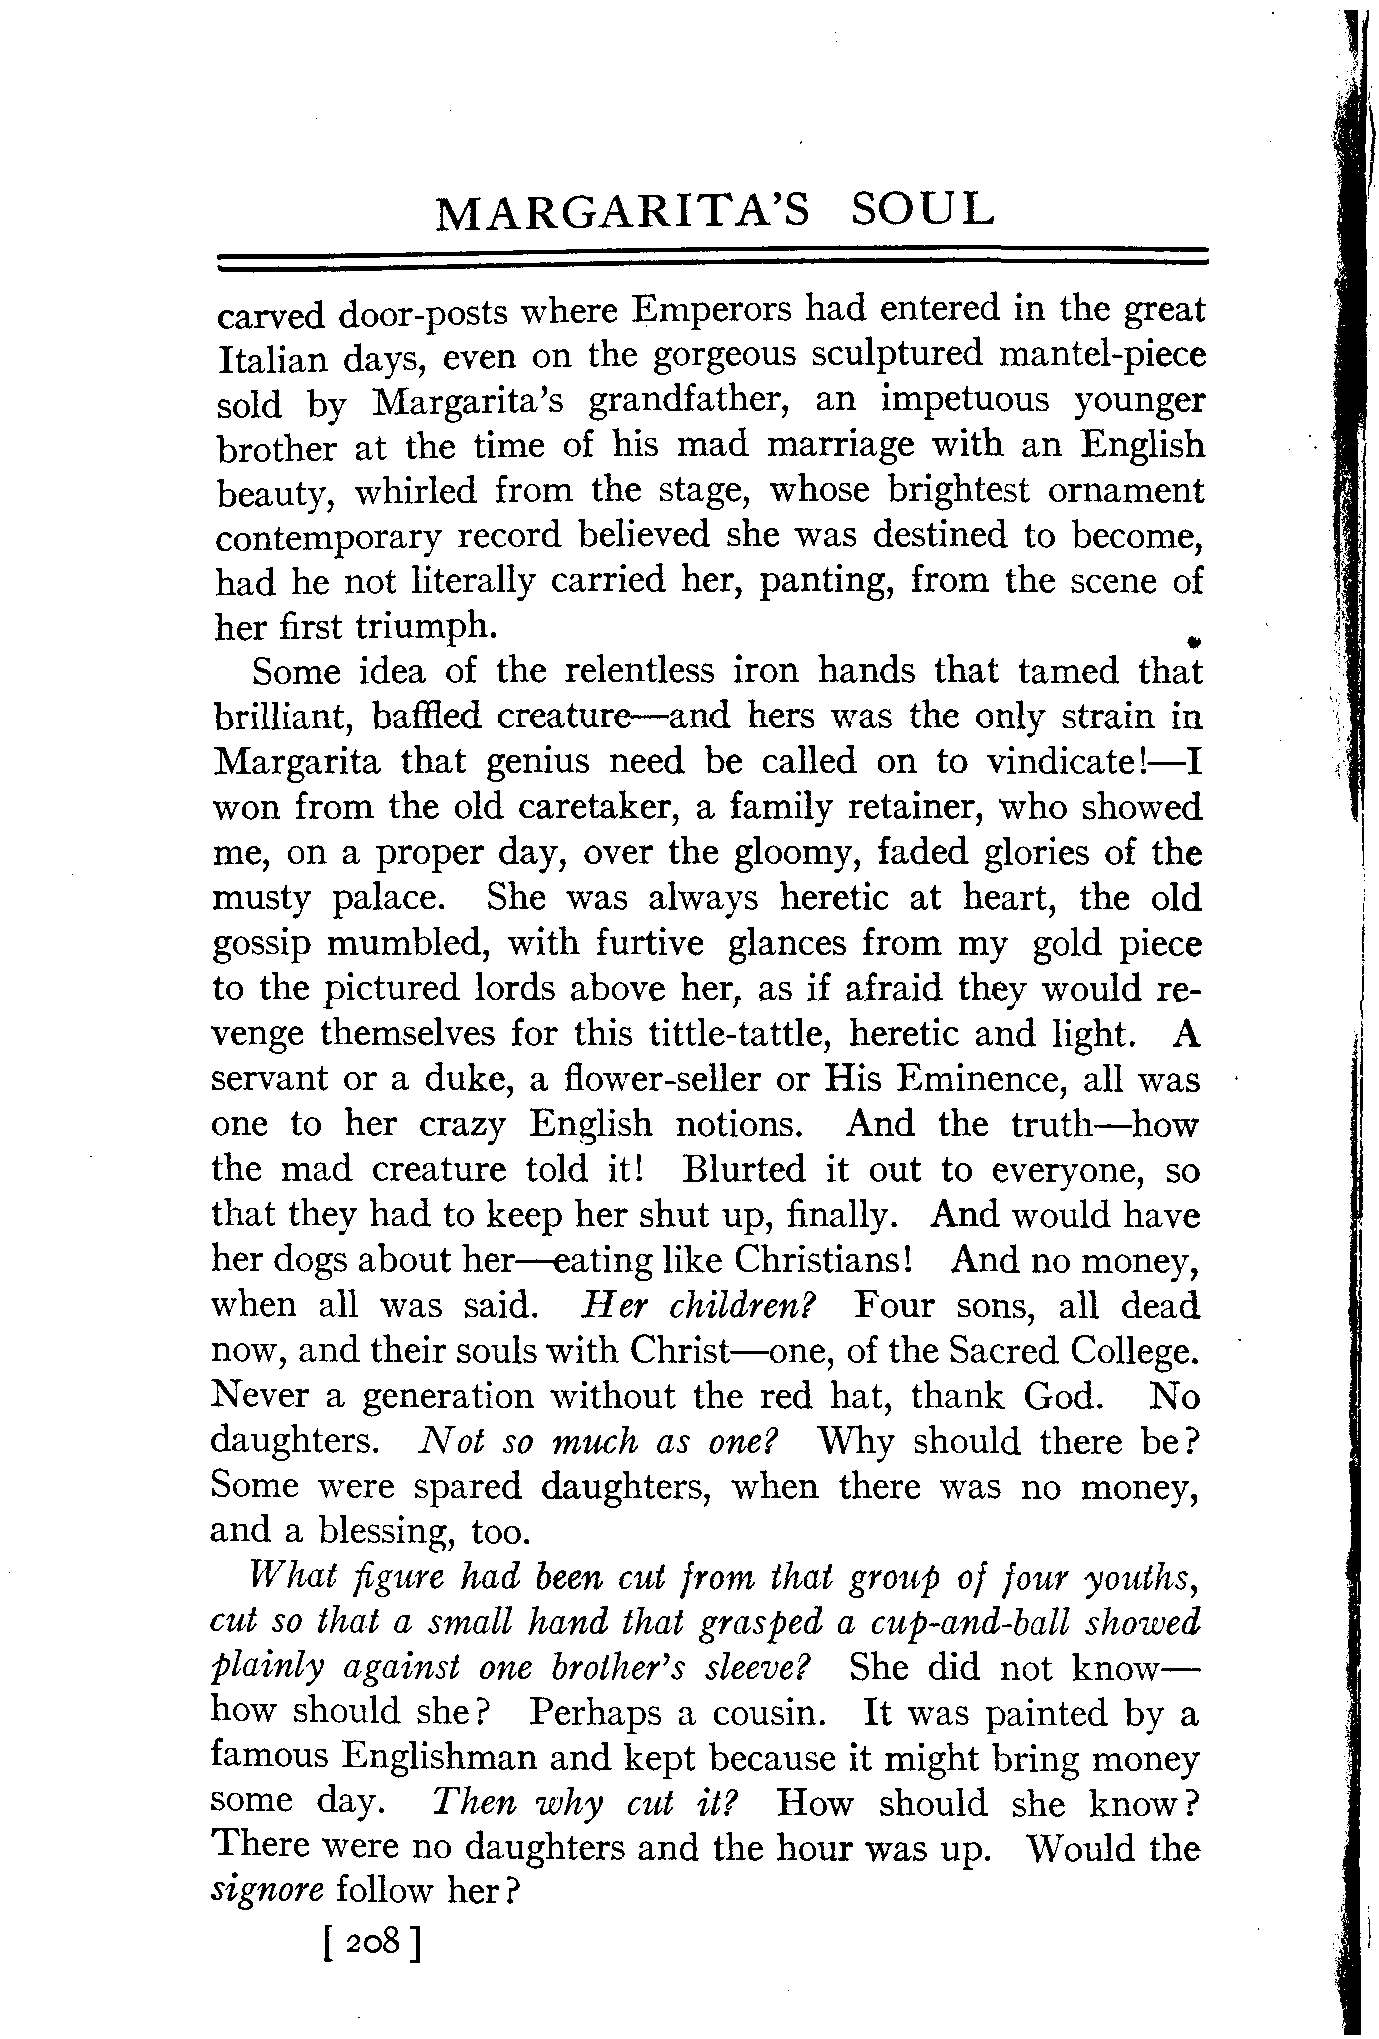 MARGARITA'S SOUL
carved door-posts where Emperors had entered in the great
Italian days, even on the gorgeous sculptured mantel-piece
sold by Margarita's grandfather, an impetuous younger
brother at the time of his mad marriage with an English
beauty, whirled from the stage, whose brightest ornament
contemporary record believed she was destined to become,
had he not literally carried her, panting, from the scene of
her first triumph.
Some idea of the relentless iron hands that tamed that
brilliant, baffled creature—and hers was the only strain in
Margarita that genius need be called on to vindicate!—I
won from the old caretaker, a family retainer, who showed
me, on a proper day, over the gloomy, faded glories of the
musty palace. She was always heretic at heart, the old
gossip mumbled, with furtive glances from my gold piece
to the pictured lords above her, as if afraid they would re-
venge themselves for this tittle-tattle, heretic and light. A
servant or a duke, a flower-seller or His Eminence, all was
one to her crazy English notions. And the truth—how
the mad creature told it! Blurted it out to everyone, so
that they had to keep her shut up, finally. And would have
her dogs about her—eating like Christians! And no money,
when all was said. Her children? Four sons, all dead
now, and their souls with Christ—one, of the Sacred College.
Never a generation without the red hat, thank God. No
daughters. Not so much as one? Why should there be?
Some were spared daughters, when there was no money,
and a blessing, too.
What figure had been cut from that group of four youths,
cut so that a small hand that grasped a cup-and-ball showed
plainly against one brother's sleeve? She did not know—
how should she? Perhaps a cousin. It was painted by a
famous Englishman and kept because it might bring money
some day. Then why cut it? How should she know?
There were no daughters and the hour was up. Would the
signore follow her?
[ 208 ]